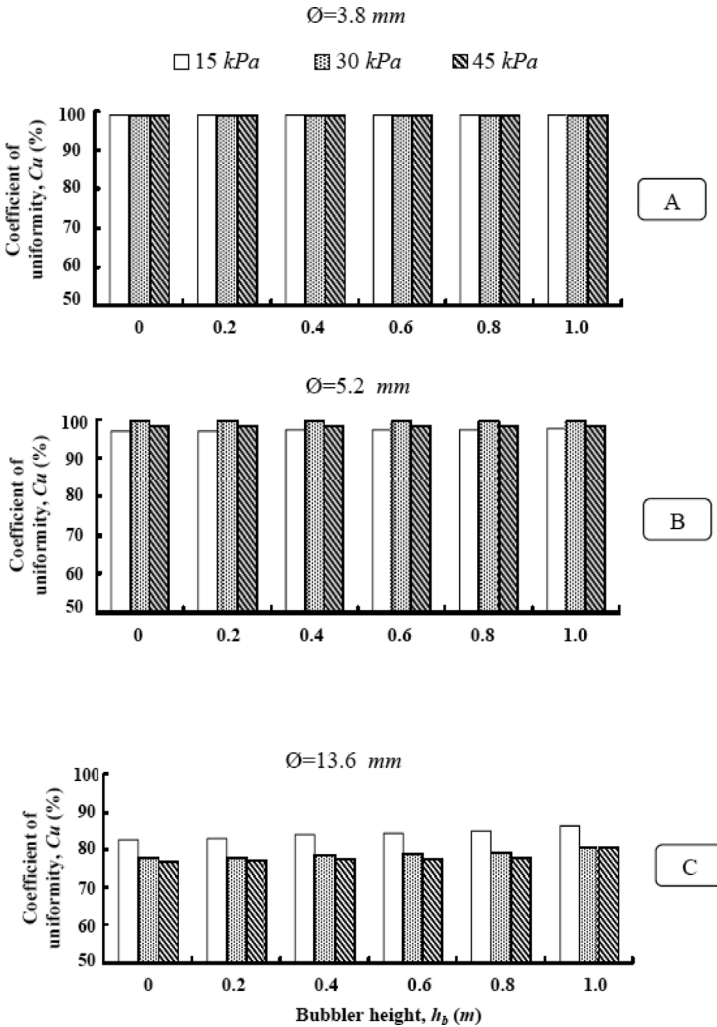 Ø=3.8 mm
15 kPa 30 kPa 45 kPa
Coefficient of
uniformity, Cu (%)
100
90
80
70
60
50
0 0.2 0.4 0.6 0.8 1.0
A
Ø=5.2 mm
Coefficient of
uniformity, Cu (%)
100
90
80
70
60
50
0 0.2 0.4 0.6 0.8 1.0
B
Ø=13.6 mm
Coefficient of
uniformity, Cu (%)
100
90
80
70
60
50
0 0.2 0.4 0.6 0.8 1.0
C
Bubbler height, h_b (m)